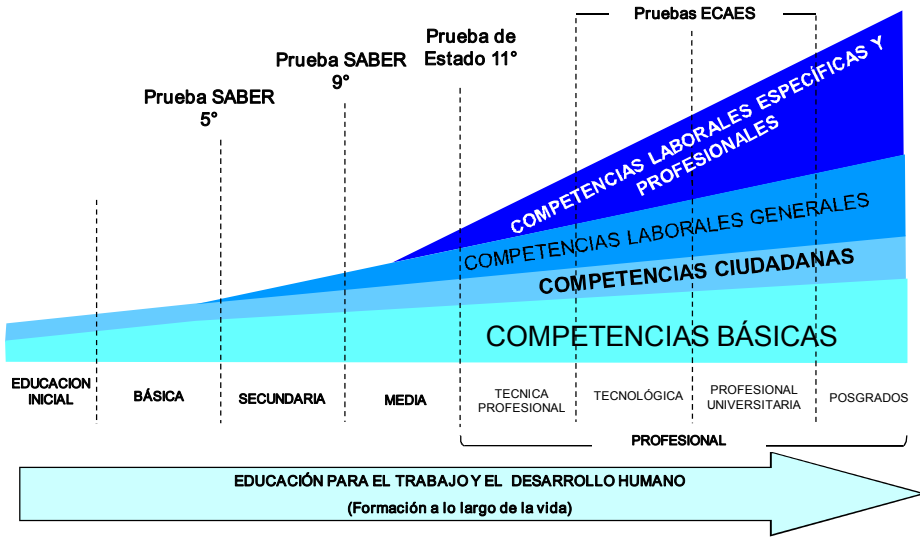 Pruebas ECAES
Prueba de
Estado 11°
Prueba SABER
9°
Prueba SABER
5°
COMPETENCIAS LABORALES ESPECÍFICAS Y
PROFESIONALES
COMPETENCIAS LABORALES GENERALES
COMPETENCIAS CIUDADANAS
COMPETENCIAS BÁSICAS
EDUCACION
INICIAL
BÁSICA
SECUNDARIA
MEDIA
TECNICA
PROFESIONAL
TECNOLÓGICA
PROFESIONAL
UNIVERSITARIA
POSGRADOS
PROFESIONAL
EDUCACIÓN PARA EL TRABAJO Y EL DESARROLLO HUMANO
(Formación a lo largo de la vida)